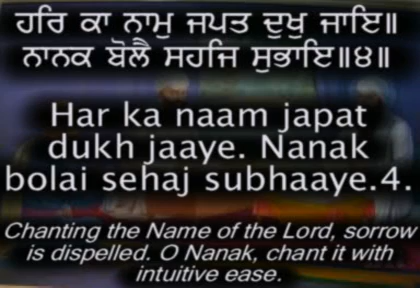 ਹਰਿ ਕਾ ਨਾਮੁ ਜਪਤ ਦੁਖੁ ਜਾਇ॥
ਨਾਨਕ ਬੋਲੈ ਸਹਜਿ ਸੁਭਾਇ॥੪॥
Har ka naam japat
dukh jaaye. Nanak
bolai sehaj subhaaye.4.
Chanting the Name of the Lord, sorrow
is dispelled. O Nanak, chant it with
intuitive ease.